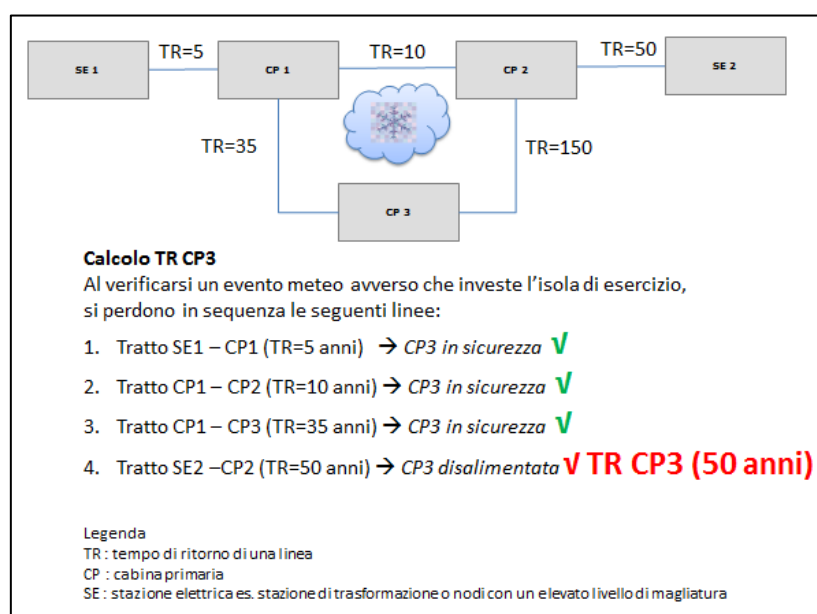 TR=5
TR=10
TR=50
SE 1
CP 1
CP 2
SE 2
TR=35
TR=150
CP 3
Calcolo TR CP3
Al verificarsi un evento meteo avverso che investe l'isola di esercizio,
si perdono in sequenza le seguenti linee:
1. Tratto SE1 – CP1 (TR=5 anni) → CP3 in sicurezza √
2. Tratto CP1 – CP2 (TR=10 anni) → CP3 in sicurezza √
3. Tratto CP1 – CP3 (TR=35 anni) → CP3 in sicurezza √
4. Tratto SE2 –CP2 (TR=50 anni) → CP3 disalimentata √ TR CP3 (50 anni)
Legenda
TR : tempo di ritorno di una linea
CP : cabina primaria
SE : stazione elettrica es. stazione di trasformazione o nodi con un elevato livello di magliatura